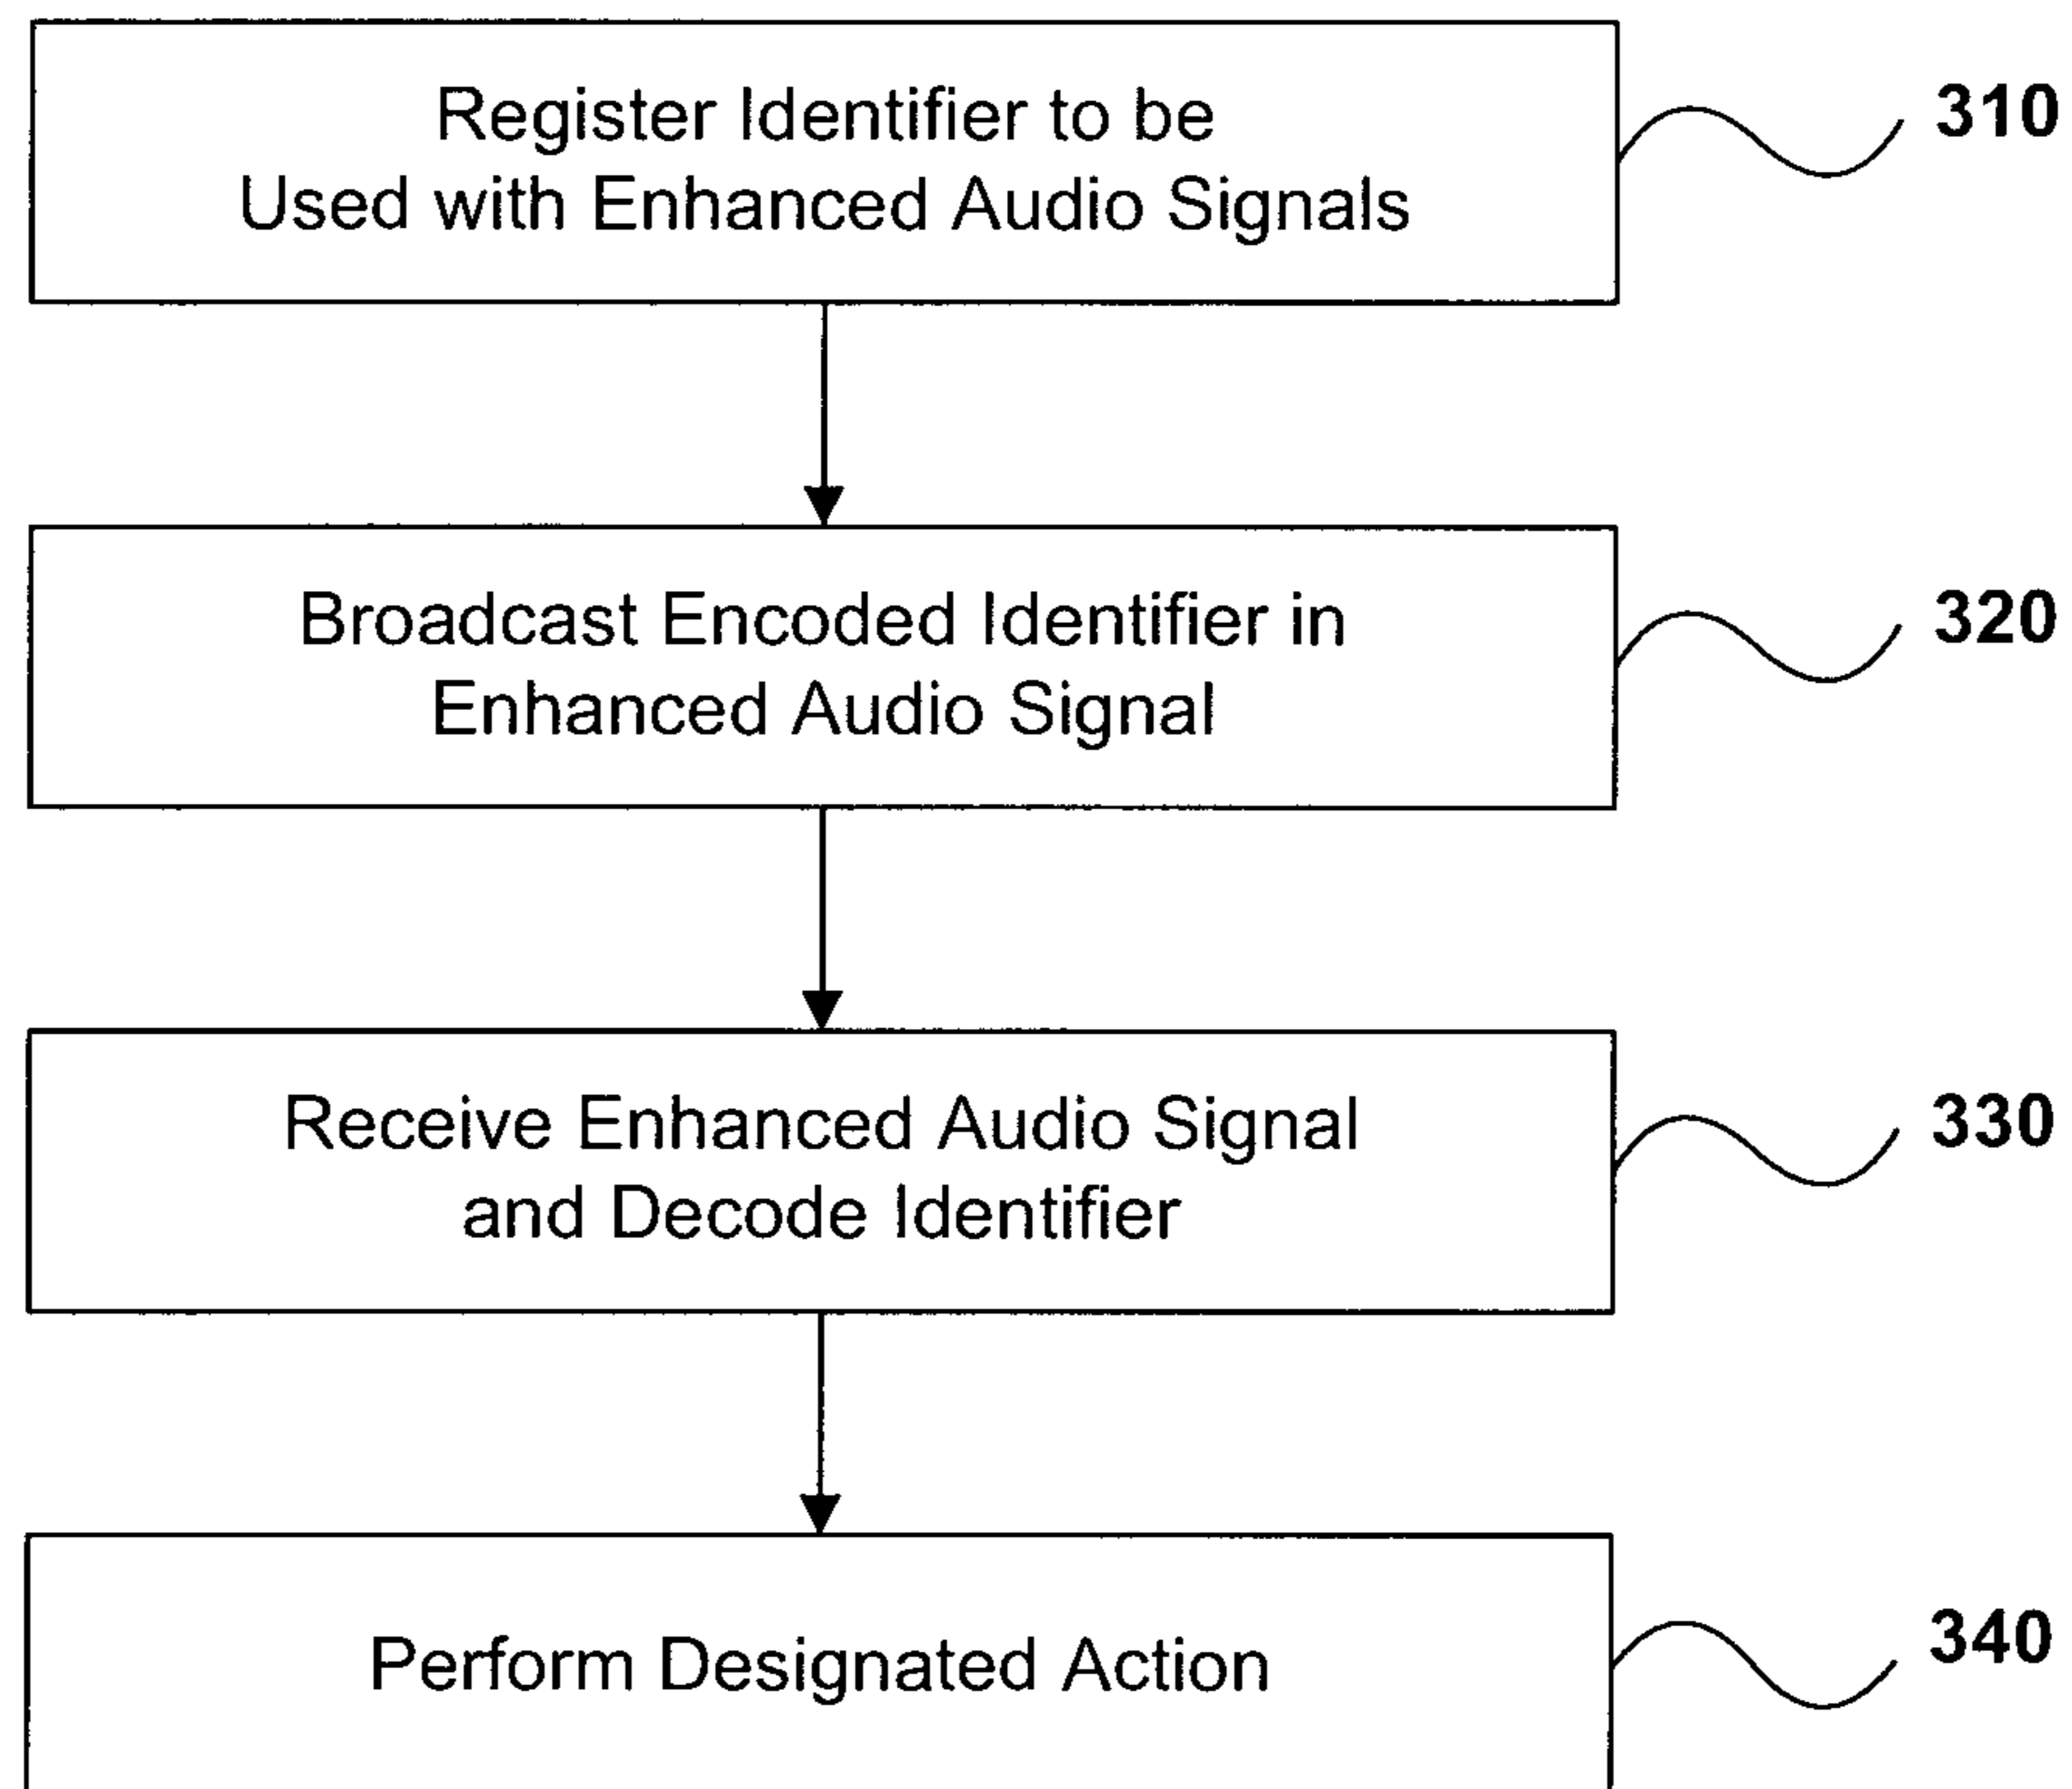 Register Identifier to be
Used with Enhanced Audio Signals
310
Broadcast Encoded Identifier in
Enhanced Audio Signal
320
Receive Enhanced Audio Signal
and Decode Identifier
330
Perform Designated Action
340